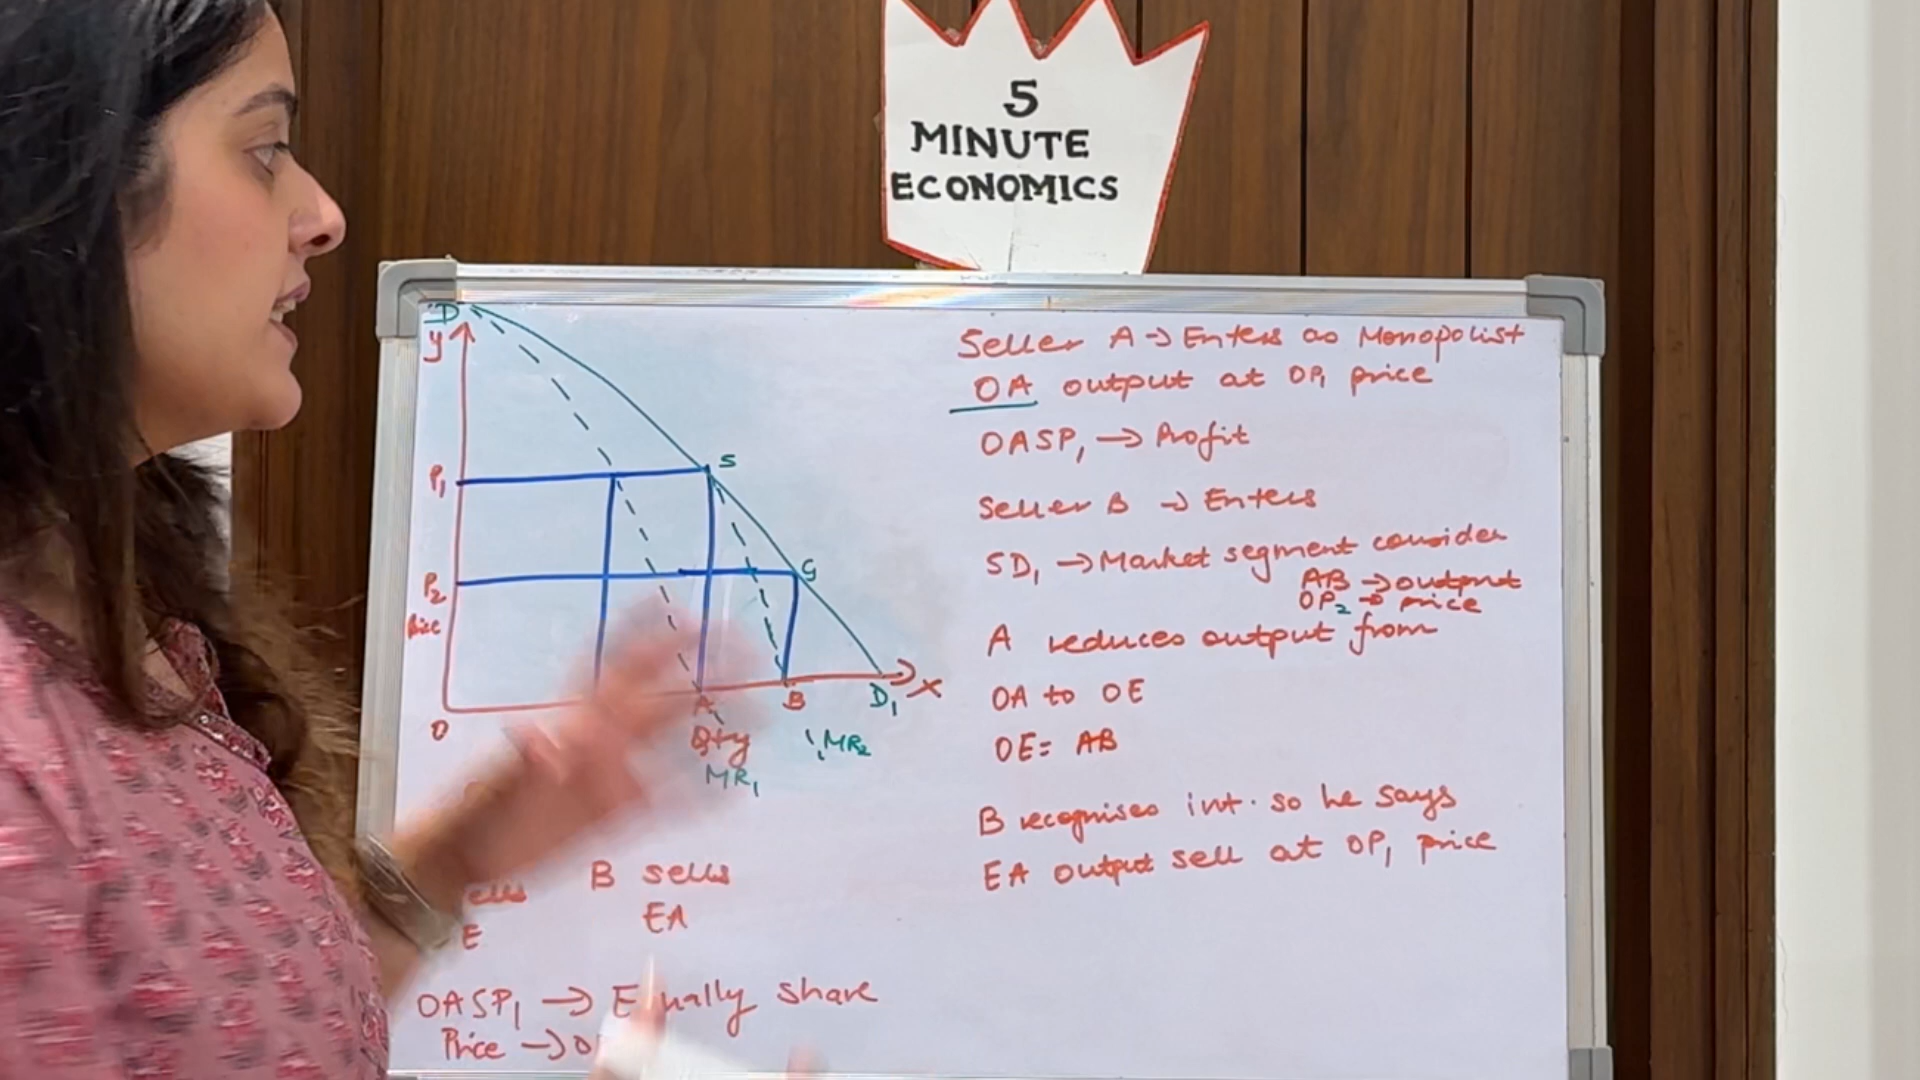 5
MINUTE
ECONOMICS
D
y
P₁
S
P₂
G
Price
O
A
B
D₁
X
Qty
MR₁
MR₂
B sells
EA
E
OASP₁ → Equally share
Price →
Seller A → Enters as Monopolist
OA output at OP₁ price
OASP₁ → Profit
Seller B → Enters
SD₁ → Market segment consider
AB → output
OP₂ → price
A reduces output from
OA to OE
OE = AB
B recognises int. so he says
EA output sell at OP₁ price